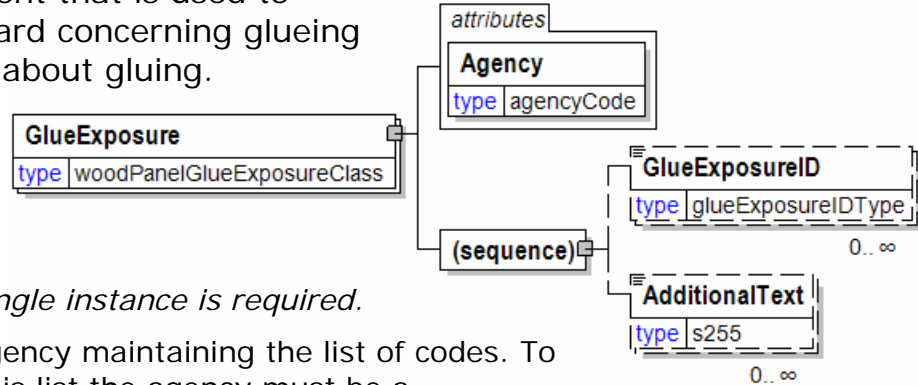 ent that is used to
ard concerning glueing
about gluing.
attributes
Agency
type agencyCode
GlueExposure
type woodPanelGlueExposureClass
GlueExposureID
type glueExposureIDType
0.. ∞
(sequence)
ngle instance is required.
AdditionalText
type s255
0.. ∞
gency maintaining the list of codes. To
is list the agency must be a